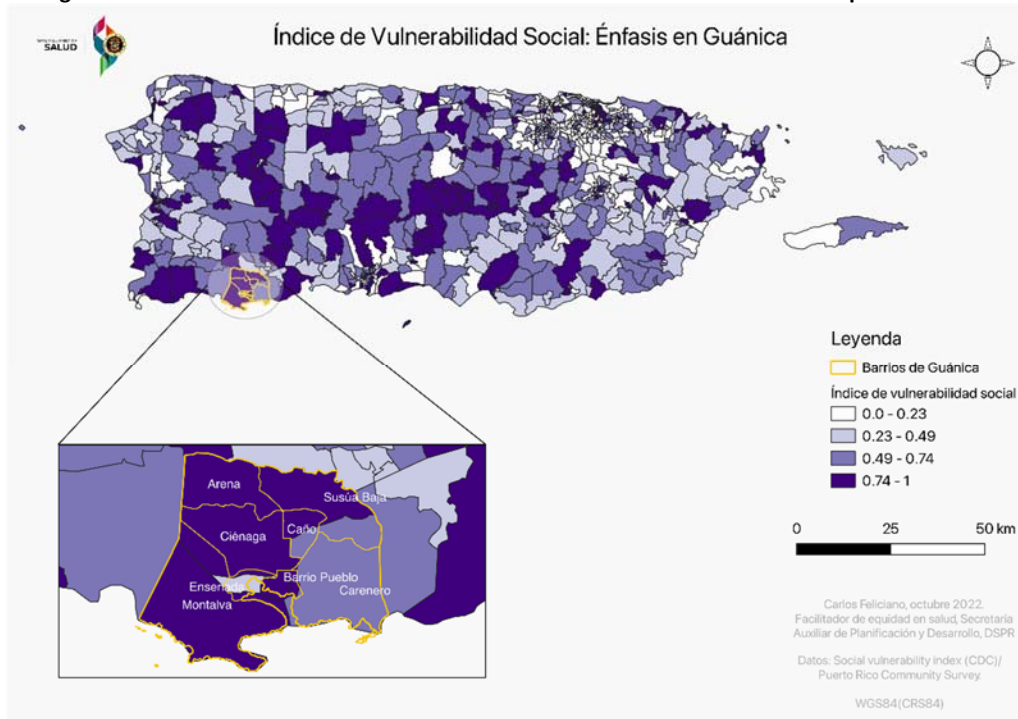 SALUD
Índice de Vulnerabilidad Social: Énfasis en Guánica
Leyenda
Barrios de Guánica
Índice de vulnerabilidad social
0.0 - 0.23
0.23 - 0.49
0.49 - 0.74
0.74 - 1
Arena
Susúa Baja
Ciénaga
Caño
Barrio Pueblo
Ensenada
Carenero
Montalva
0 25 50 km
Carlos Feliciano, octubre 2022.
Facilitador de equidad en salud, Secretaria
Auxiliar de Planificación y Desarrollo, DSPR
Datos: Social vulnerability index (CDC)/
Puerto Rico Community Survey.
WGS84(CRS84)